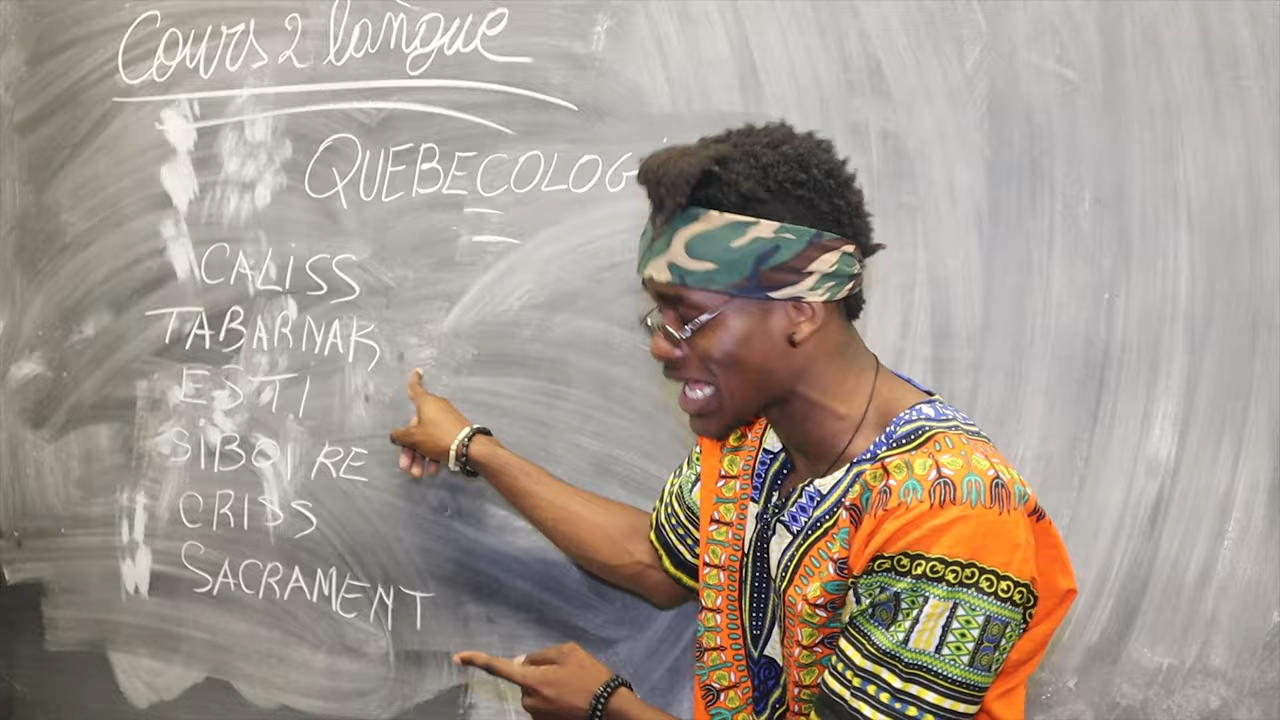 Cours 2 langue
QUEBECOLOG
CALISS
TABARNAK
ESTI
SIBOIRE
CRISS
SACRAMENT